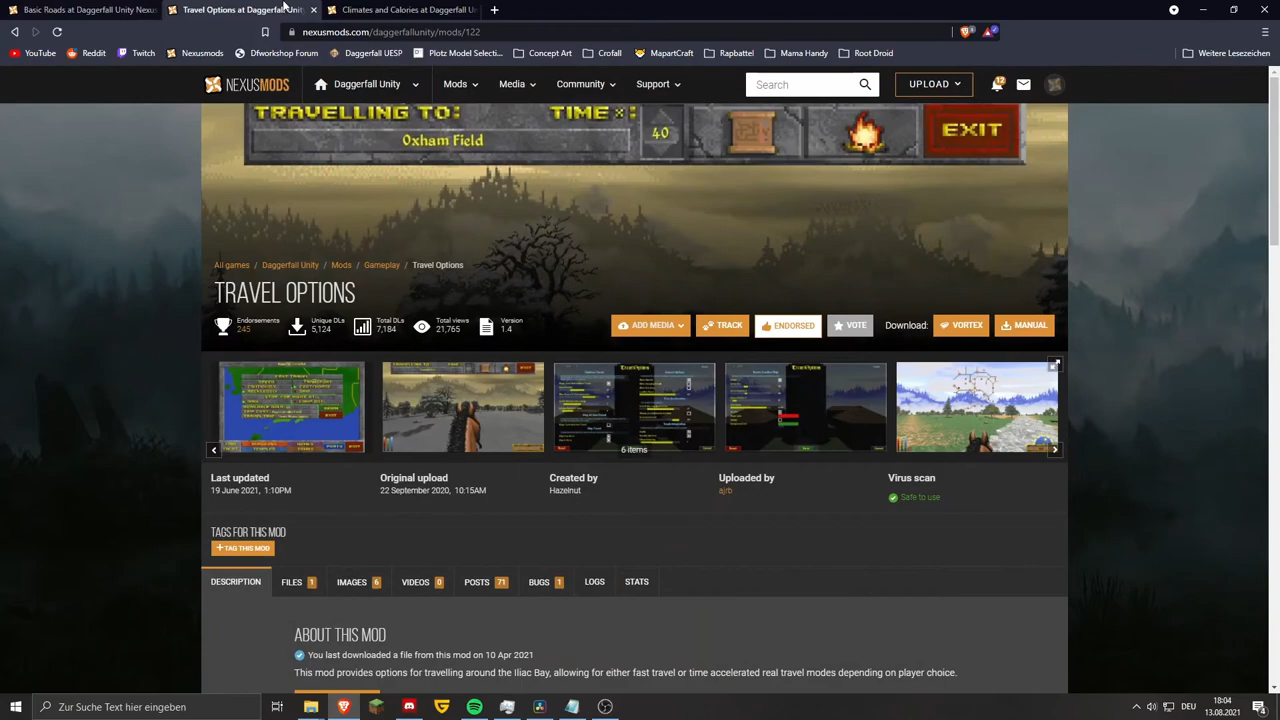 Basic Roads at Daggerfall Unity Nexus
Travel Options at Daggerfall Unity
Climates and Calories at Daggerfall Un
nexusmods.com/daggerfallunity/mods/122
YouTube
Reddit
Twitch
Nexusmods
Dfworkshop Forum
Daggerfall UESP
Plotz Model Selecti...
Concept Art
Crofall
MapartCraft
Rapbattel
Mama Handy
Root Droid
Weitere Lesezeichen
NEXUSMODS
Daggerfall Unity
Mods
Media
Community
Support
Search
UPLOAD
12
TRAVELLING TO:
TIME x:
Oxham Field
40
EXIT
All games / Daggerfall Unity / Mods / Gameplay / Travel Options
TRAVEL OPTIONS
Endorsements
245
Unique DLs
5,124
Total DLs
7,184
Total views
21,765
Version
1.4
ADD MEDIA
TRACK
ENDORSED
VOTE
Download:
VORTEX
MANUAL
6 items
Last updated
19 June 2021, 1:10PM
Original upload
22 September 2020, 10:15AM
Created by
Hazelnut
Uploaded by
ajrb
Virus scan
Safe to use
TAGS FOR THIS MOD
+ TAG THIS MOD
DESCRIPTION
FILES 1
IMAGES 6
VIDEOS 0
POSTS 71
BUGS 1
LOGS
STATS
ABOUT THIS MOD
You last downloaded a file from this mod on 10 Apr 2021
This mod provides options for travelling around the Iliac Bay, allowing for either fast travel or time accelerated real travel modes depending on player choice.
Zur Suche Text hier eingeben
DEU
18:04
13.08.2021